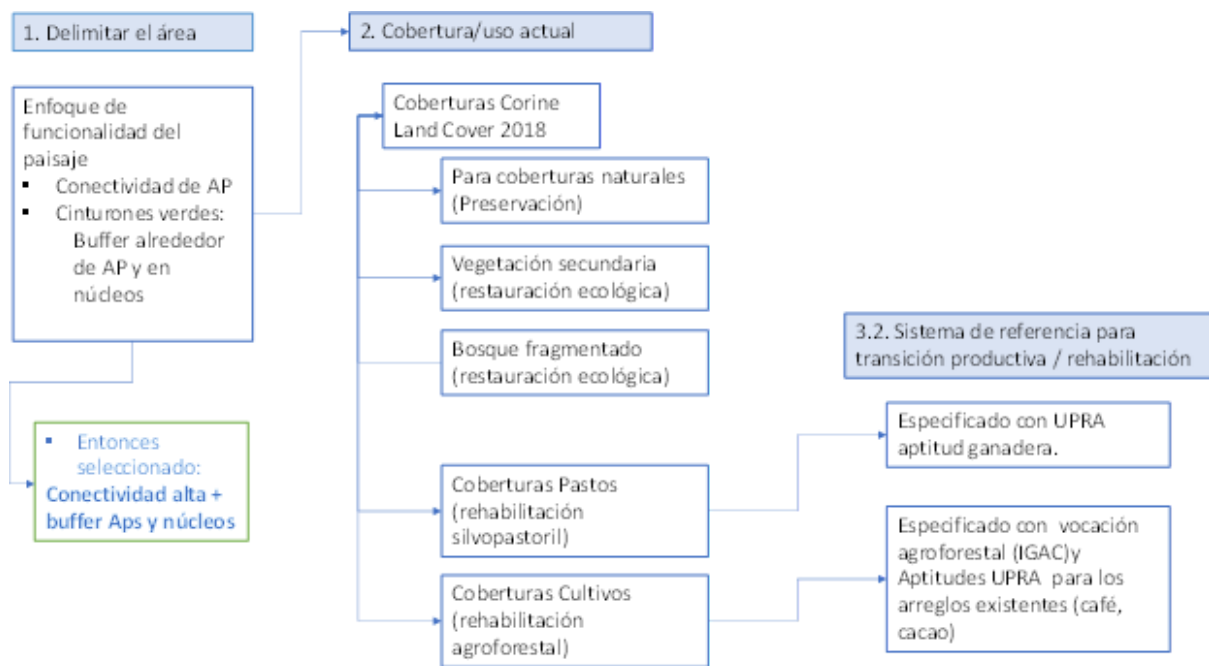 1. Delimitar el área
Enfoque de
funcionalidad del
paisaje
▪ Conectividad de AP
▪ Cinturones verdes:
Buffer alrededor
de AP y en
núcleos
▪ Entonces
seleccionado:
Conectividad alta +
buffer Aps y núcleos
2. Cobertura/uso actual
Coberturas Corine
Land Cover 2018
Para coberturas naturales
(Preservación)
Vegetación secundaria
(restauración ecológica)
Bosque fragmentado
(restauración ecológica)
Coberturas Pastos
(rehabilitación
silvopastoril)
Coberturas Cultivos
(rehabilitación
agroforestal)
3.2. Sistema de referencia para
transición productiva / rehabilitación
Especificado con UPRA
aptitud ganadera.
Especificado con vocación
agroforestal (IGAC)y
Aptitudes UPRA para los
arreglos existentes (café,
cacao)